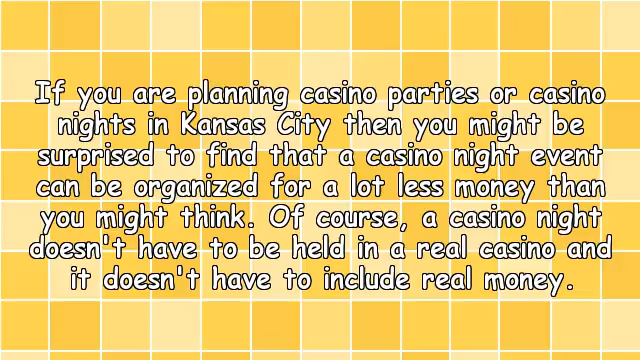 If you are planning casino parties or casino
nights in Kansas City then you might be
surprised to find that a casino night event
can be organized for a lot less money than
you might think. Of course, a casino night
doesn't have to be held in a real casino and
it doesn't have to include real money.